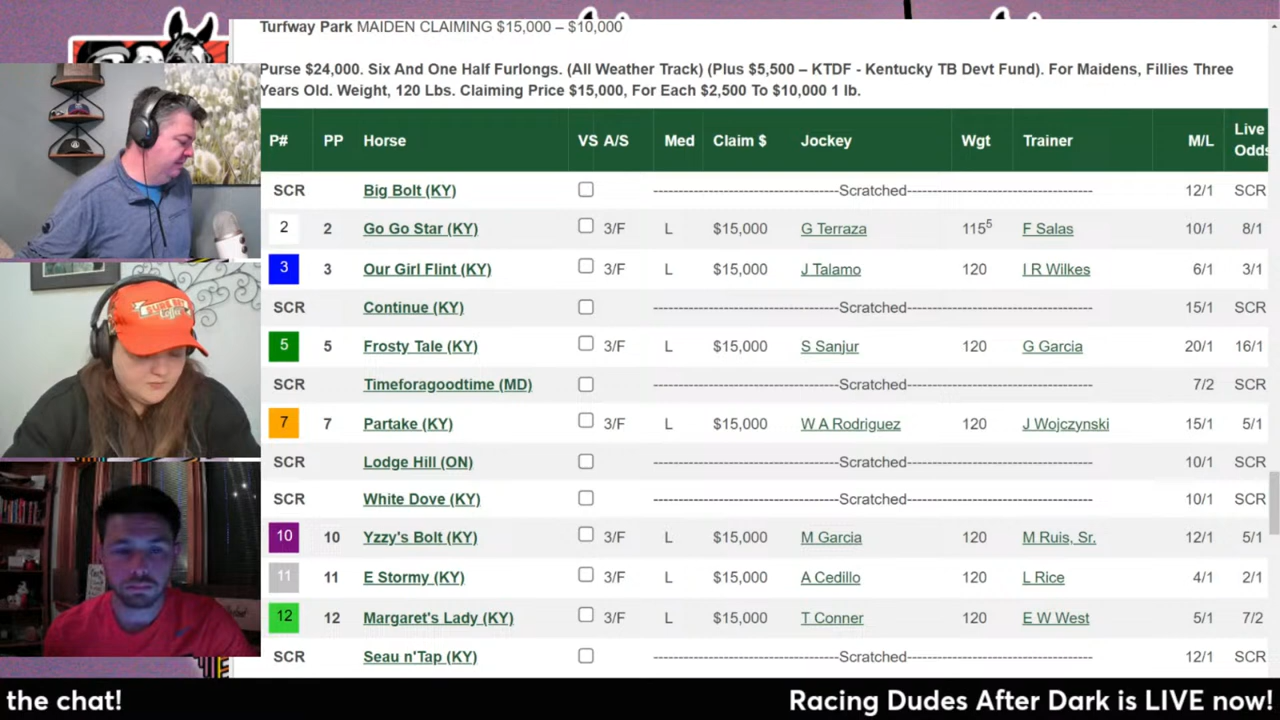 Turfway Park MAIDEN CLAIMING $15,000 – $10,000
Purse $24,000. Six And One Half Furlongs. (All Weather Track) (Plus $5,500 – KTDF - Kentucky TB Devt Fund). For Maidens, Fillies Three
Years Old. Weight, 120 Lbs. Claiming Price $15,000, For Each $2,500 To $10,000 1 lb.
P# PP Horse VS A/S Med Claim $ Jockey Wgt Trainer M/L Live Odds
SCR Big Bolt (KY) ------------------------------------Scratched------------------------------------ 12/1 SCR
2 2 Go Go Star (KY) 3/F L $15,000 G Terraza 115⁵ F Salas 10/1 8/1
3 3 Our Girl Flint (KY) 3/F L $15,000 J Talamo 120 I R Wilkes 6/1 3/1
SCR Continue (KY) ------------------------------------Scratched------------------------------------ 15/1 SCR
5 5 Frosty Tale (KY) 3/F L $15,000 S Sanjur 120 G Garcia 20/1 16/1
SCR Timeforagoodtime (MD) ------------------------------------Scratched------------------------------------ 7/2 SCR
7 7 Partake (KY) 3/F L $15,000 W A Rodriguez 120 J Wojczynski 15/1 5/1
SCR Lodge Hill (ON) ------------------------------------Scratched------------------------------------ 10/1 SCR
SCR White Dove (KY) ------------------------------------Scratched------------------------------------ 10/1 SCR
10 10 Yzzy's Bolt (KY) 3/F L $15,000 M Garcia 120 M Ruis, Sr. 12/1 5/1
11 11 E Stormy (KY) 3/F L $15,000 A Cedillo 120 L Rice 4/1 2/1
12 12 Margaret's Lady (KY) 3/F L $15,000 T Conner 120 E W West 5/1 7/2
SCR Seau n'Tap (KY) ------------------------------------Scratched------------------------------------ 12/1 SCR
the chat! Racing Dudes After Dark is LIVE now!